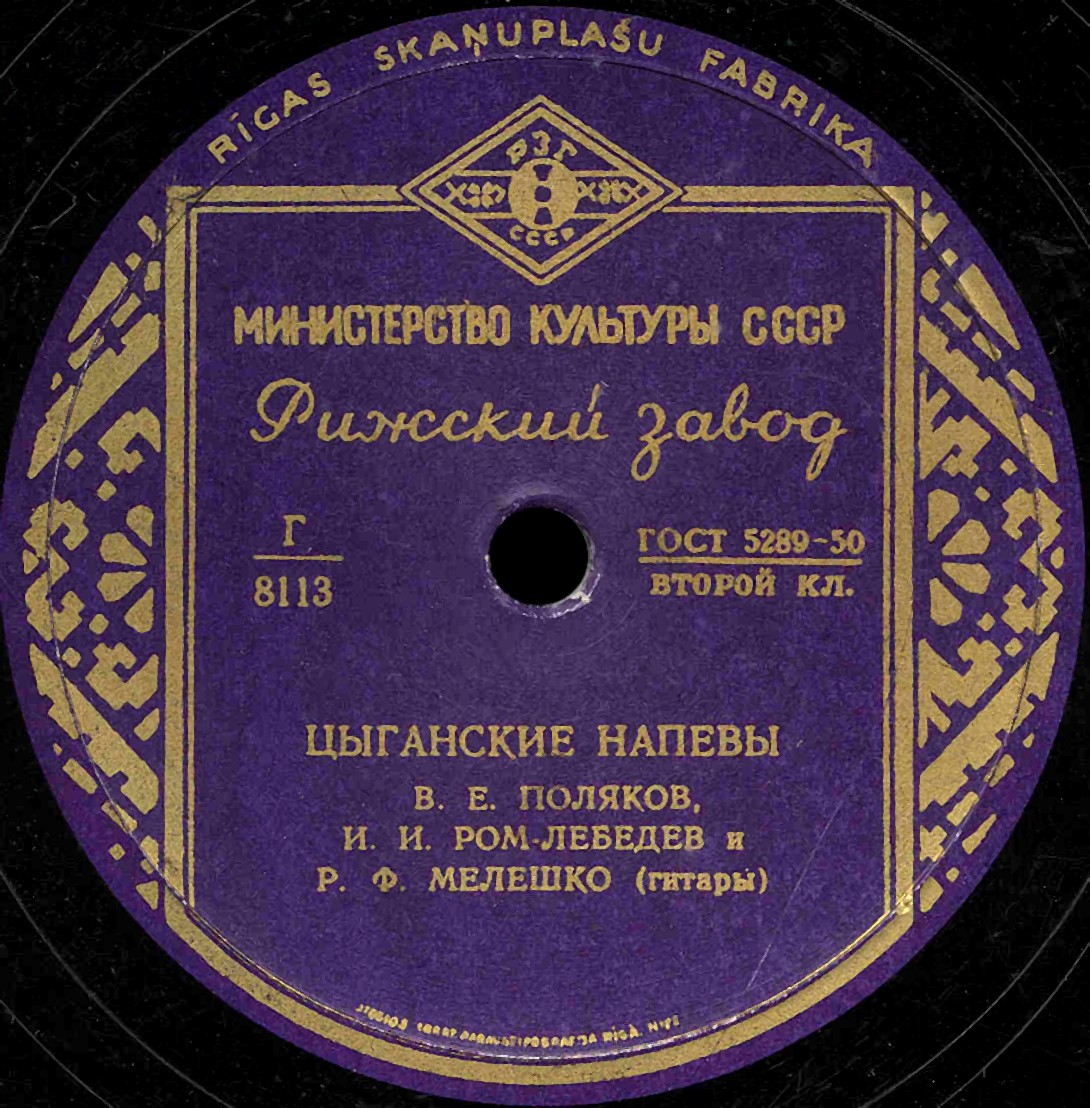 RĪGAS SKAŅUPLAŠU FABRIKA
РЗГ
СССР
МИНИСТЕРСТВО КУЛЬТУРЫ СССР
Рижский завод
Г
8113
ГОСТ 5289-50
ВТОРОЙ КЛ.
ЦЫГАНСКИЕ НАПЕВЫ
В. Е. ПОЛЯКОВ,
И. И. РОМ-ЛЕБЕДЕВ и
Р. Ф. МЕЛЕШКО (гитары)
RĪGĀ.